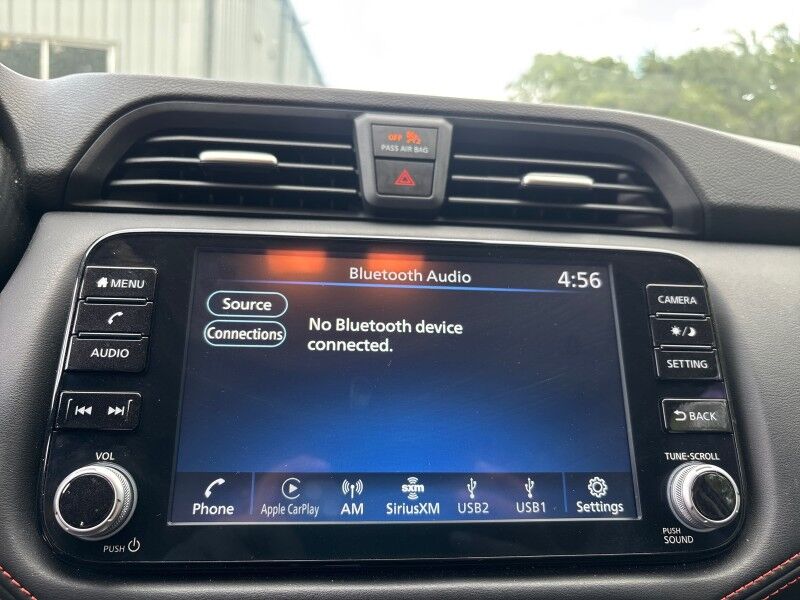 OFF
PASS AIR BAG
MENU
AUDIO
VOL
PUSH
Bluetooth Audio 4:56
Source
Connections
No Bluetooth device
connected.
Phone Apple CarPlay AM SiriusXM USB2 USB1 Settings
sxm
CAMERA
SETTING
BACK
TUNE-SCROLL
PUSH
SOUND